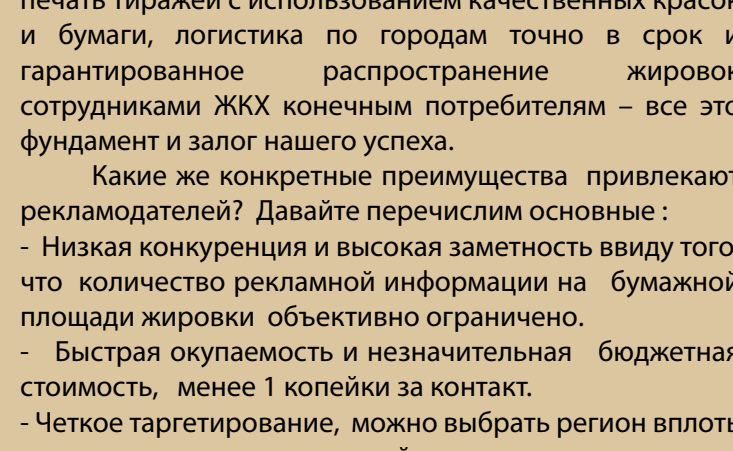 печать тиражей с использованием качественных красок
и бумаги, логистика по городам точно в срок и
гарантированное распространение жировок
сотрудниками ЖКХ конечным потребителям – все это
фундамент и залог нашего успеха.
Какие же конкретные преимущества привлекают
рекламодателей? Давайте перечислим основные :
- Низкая конкуренция и высокая заметность ввиду того,
что количество рекламной информации на бумажной
площади жировки объективно ограничено.
- Быстрая окупаемость и незначительная бюджетная
стоимость, менее 1 копейки за контакт.
- Четкое таргетирование, можно выбрать регион вплоть